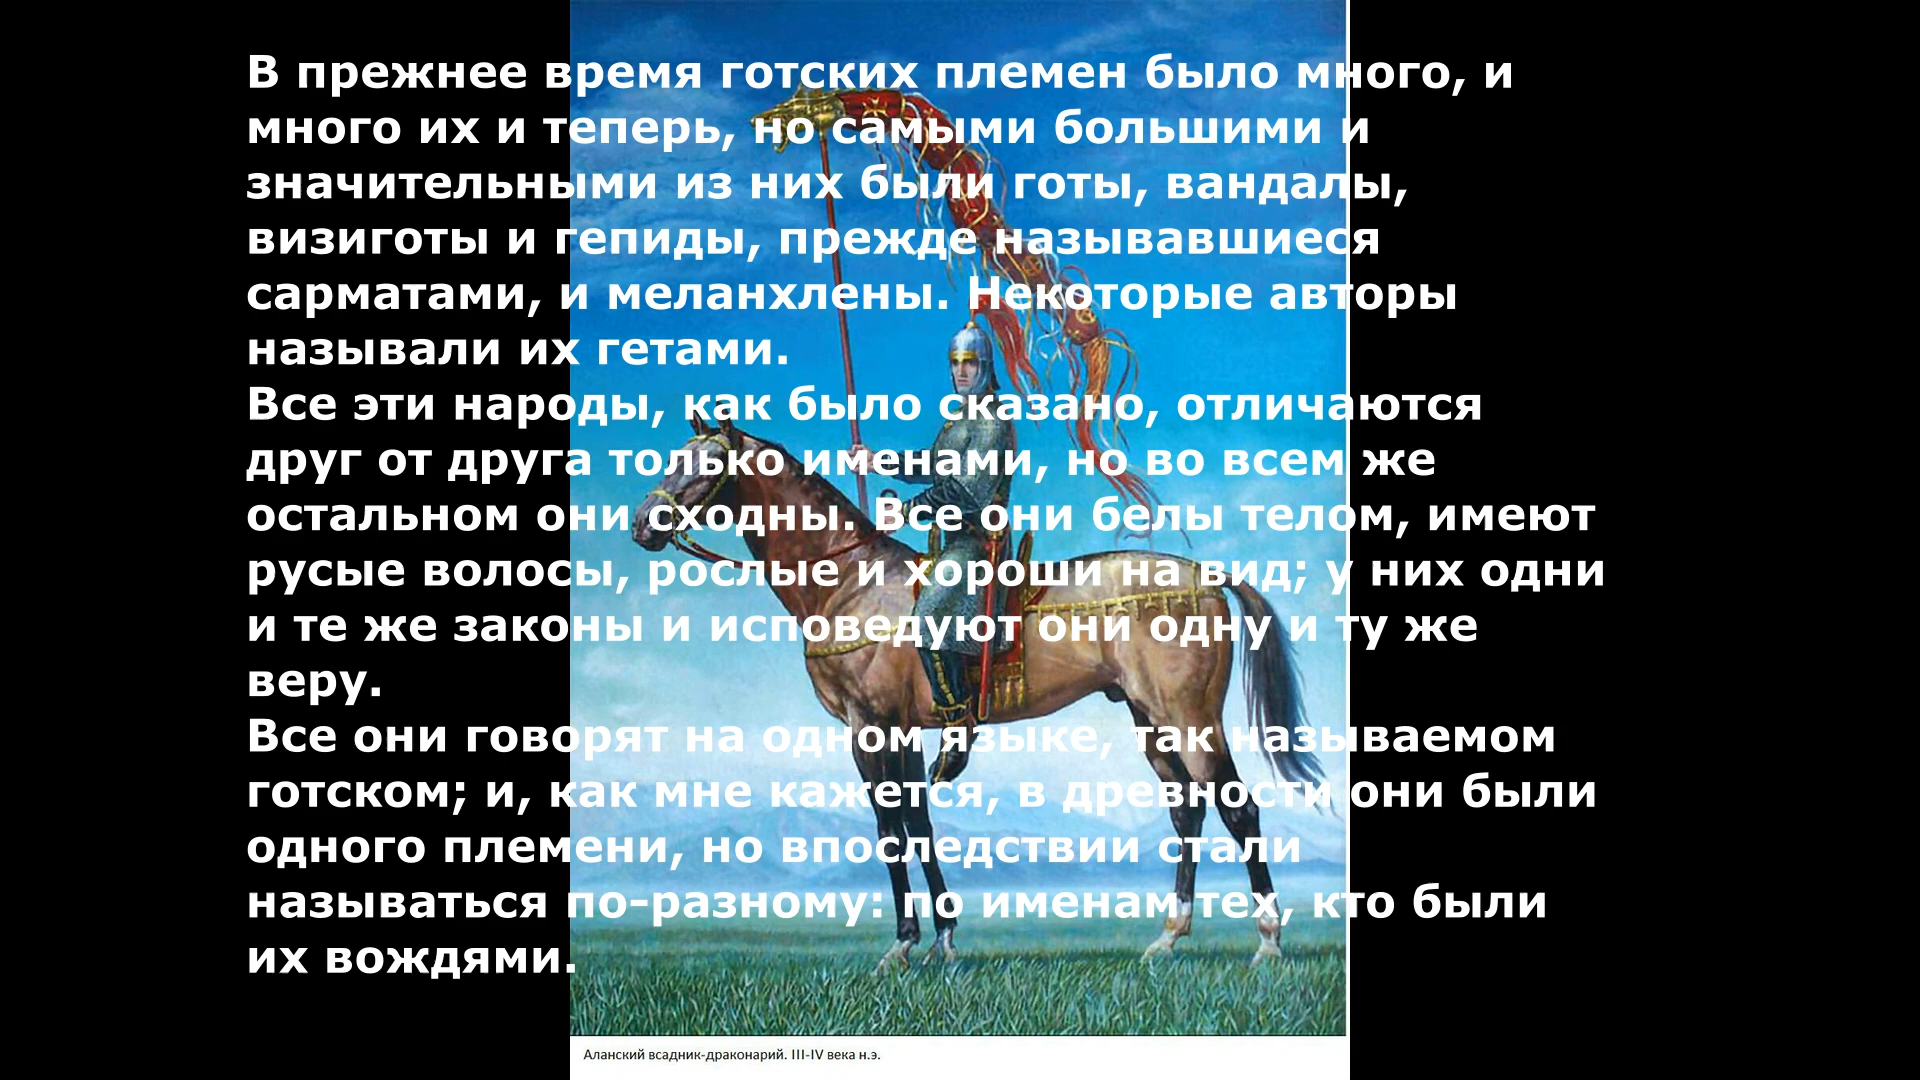 В прежнее время готских племен было много, и
много их и теперь, но самыми большими и
значительными из них были готы, вандалы,
визиготы и гепиды, прежде называвшиеся
сарматами, и меланхлены. Некоторые авторы
называли их гетами.
Все эти народы, как было сказано, отличаются
друг от друга только именами, но во всем же
остальном они сходны. Все они белы телом, имеют
русые волосы, рослые и хороши на вид; у них одни
и те же законы и исповедуют они одну и ту же
веру.
Все они говорят на одном языке, так называемом
готском; и, как мне кажется, в древности они были
одного племени, но впоследствии стали
называться по-разному: по именам тех, кто были
их вождями.
Аланский всадник-драконарий. III-IV века н.э.